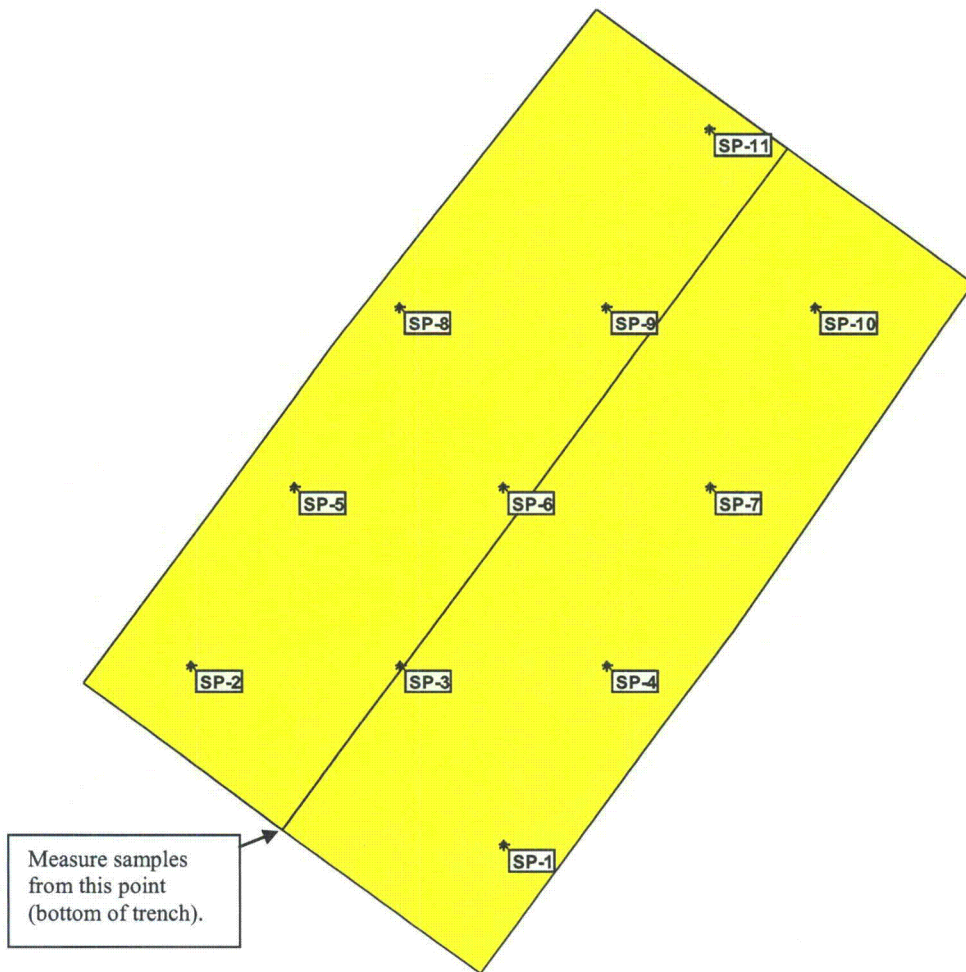 SP-11
SP-8
SP-9
SP-10
SP-5
SP-6
SP-7
SP-2
SP-3
SP-4
SP-1
Measure samples
from this point
(bottom of trench).